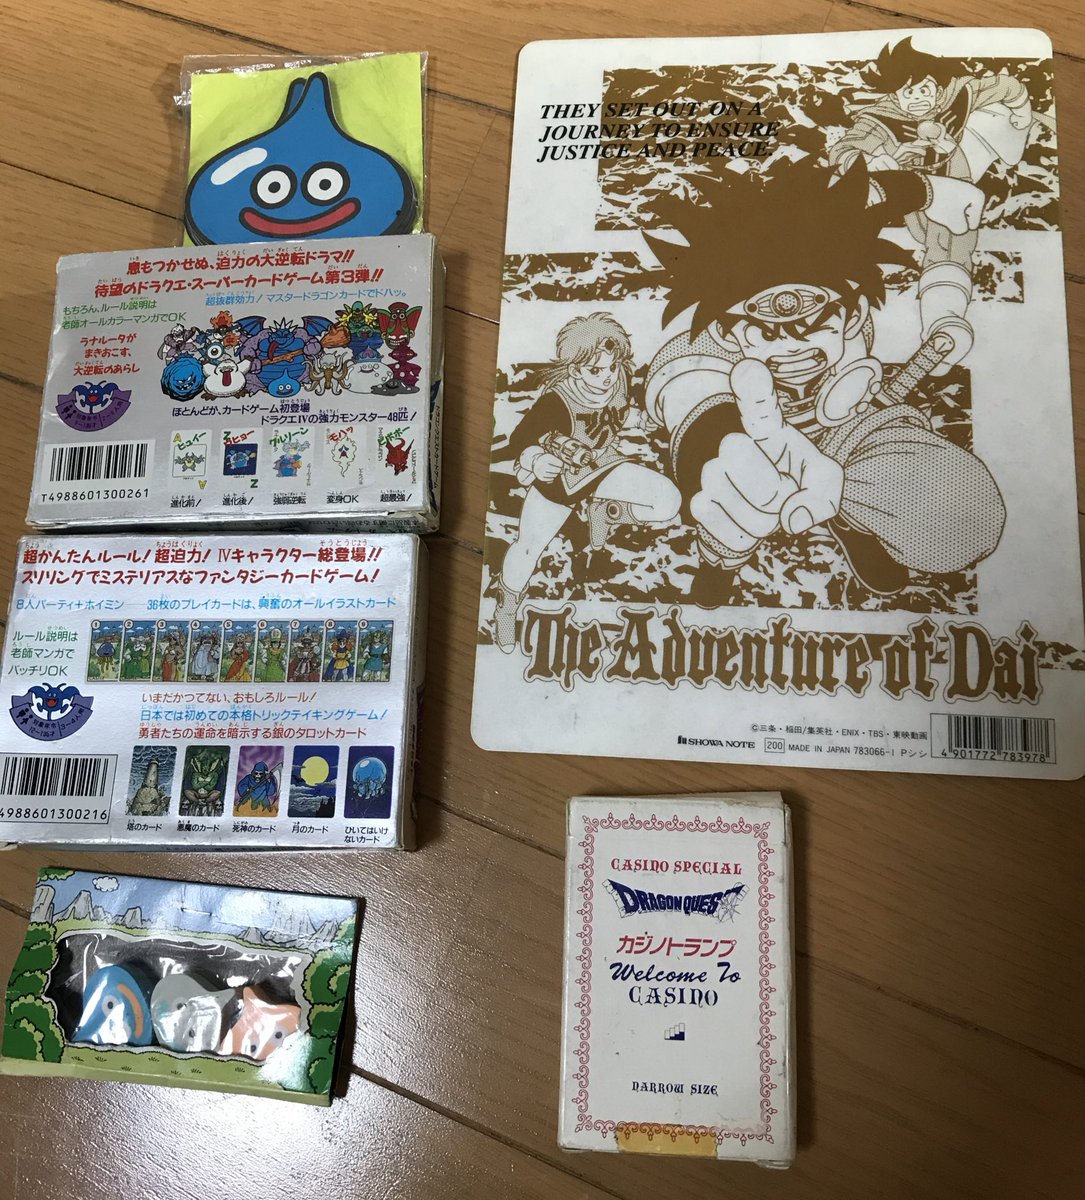 息もつかせぬ、迫力の大逆転ドラマ!!
待望のドラクエ・スーパーカードゲーム第3弾!!
もちろん、ルール説明は
老師オールカラーマンガでOK
超抜群効力!マスタードラゴンカードでドハッ。
ラナルータが
まきおこす、
大逆転のあらし
ほとんどが、カードゲーム初登場
ドラクエIVの強力モンスター48匹!
T4988601300261
進化前!
進化後!
強弱逆転
変身OK
超最強!
超かんたんルール!超迫力!IVキャラクター総登場!!
スリリングでミステリアスなファンタジーカードゲーム!
8人パーティ+ホイミン——36枚のプレイカードは、興奮のオールイラストカード
ルール説明は
老師マンガで
バッチリOK
1 2 3 4 5 6 7 8 9
いまだかつてない、おもしろルール!
日本では初めての本格トリックテイキングゲーム!
勇者たちの運命を暗示する銀のタロットカード
4988601300216
塔のカード
悪魔のカード
死神のカード
月のカード
ひいてはいけ
ないカード
THEY SET OUT ON A
JOURNEY TO ENSURE
JUSTICE AND PEACE.
The Adventure of Dai
©三条・稲田/集英社・ENIX・TBS・東映動画
SHOWA NOTE 200 MADE IN JAPAN 783066-1 Pシシ
4901772783978
CASINO SPECIAL
DRAGON QUEST
カジノトランプ
Welcome To
CASINO
NARROW SIZE